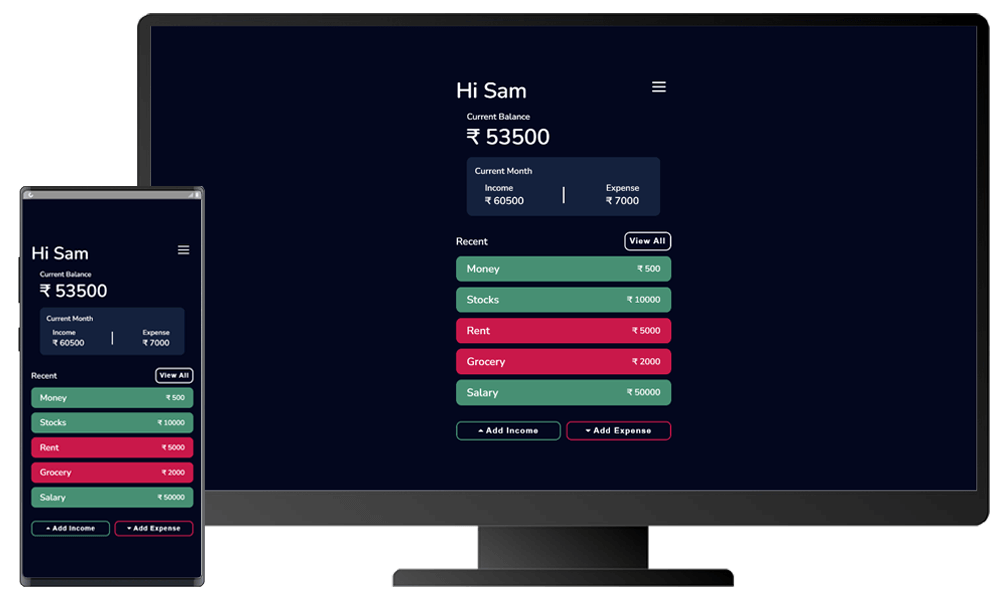 Hi Sam
Current Balance
₹ 53500
Current Month
Income Expense
₹ 60500 ₹ 7000
Recent View All
Money ₹ 500
Stocks ₹ 10000
Rent ₹ 5000
Grocery ₹ 2000
Salary ₹ 50000
Add Income Add Expense
Hi Sam
Current Balance
₹ 53500
Current Month
Income Expense
₹ 60500 ₹ 7000
Recent View All
Money ₹ 500
Stocks ₹ 10000
Rent ₹ 5000
Grocery ₹ 2000
Salary ₹ 50000
Add Income Add Expense